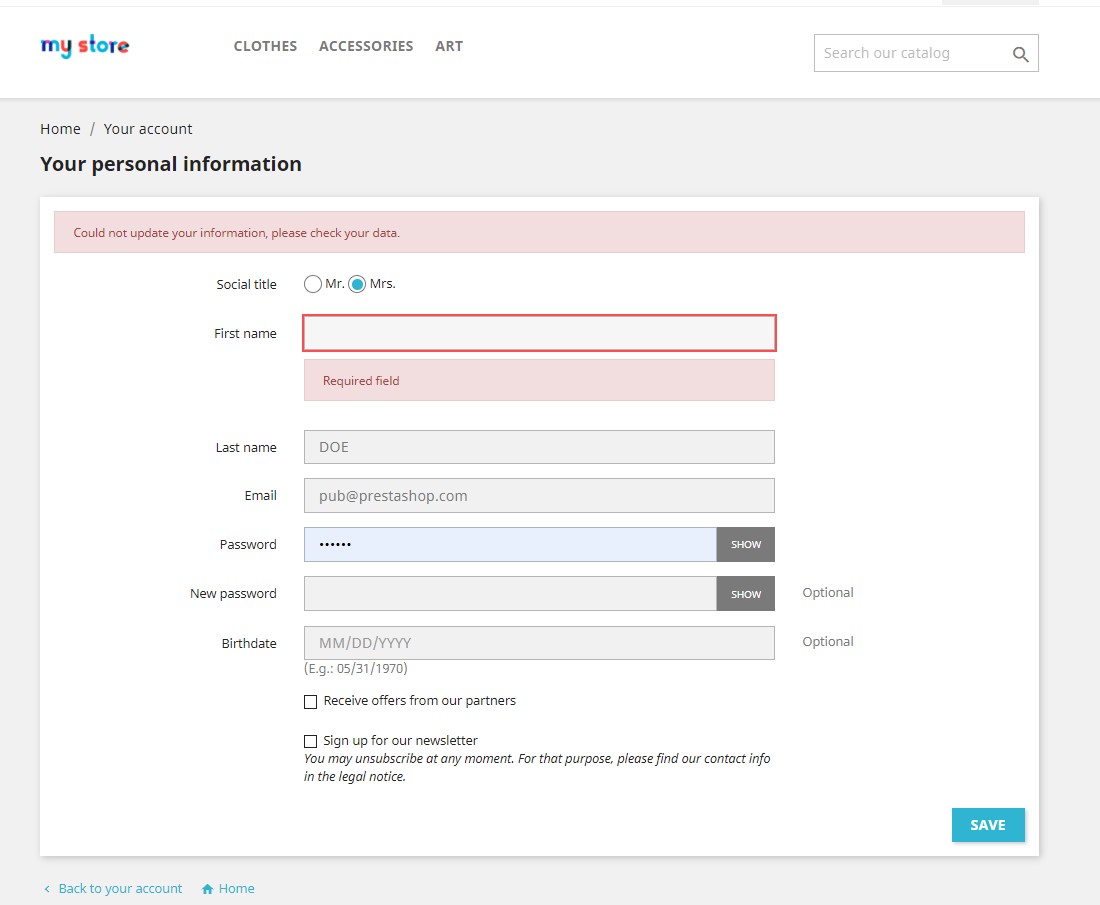 my store
CLOTHES ACCESSORIES ART
Search our catalog
Home / Your account
Your personal information
Could not update your information, please check your data.
Social title Mr. Mrs.
First name
Required field
Last name DOE
Email pub@prestashop.com
Password •••••• SHOW
New password SHOW Optional
Birthdate MM/DD/YYYY Optional
(E.g.: 05/31/1970)
Receive offers from our partners
Sign up for our newsletter
You may unsubscribe at any moment. For that purpose, please find our contact info
in the legal notice.
SAVE
Back to your account Home